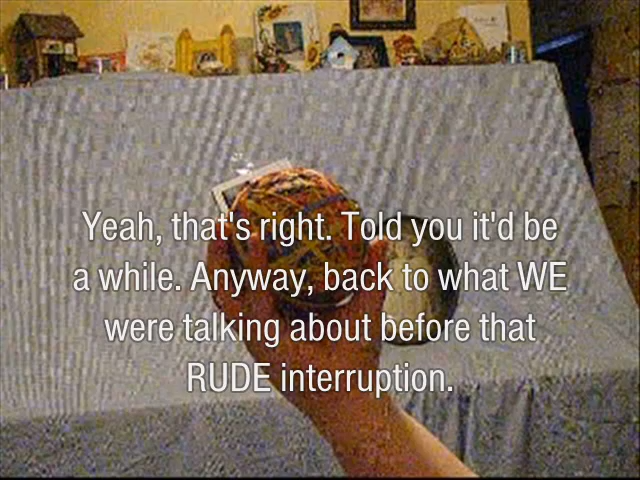 Yeah, that's right. Told you it'd be
a while. Anyway, back to what WE
were talking about before that
RUDE interruption.